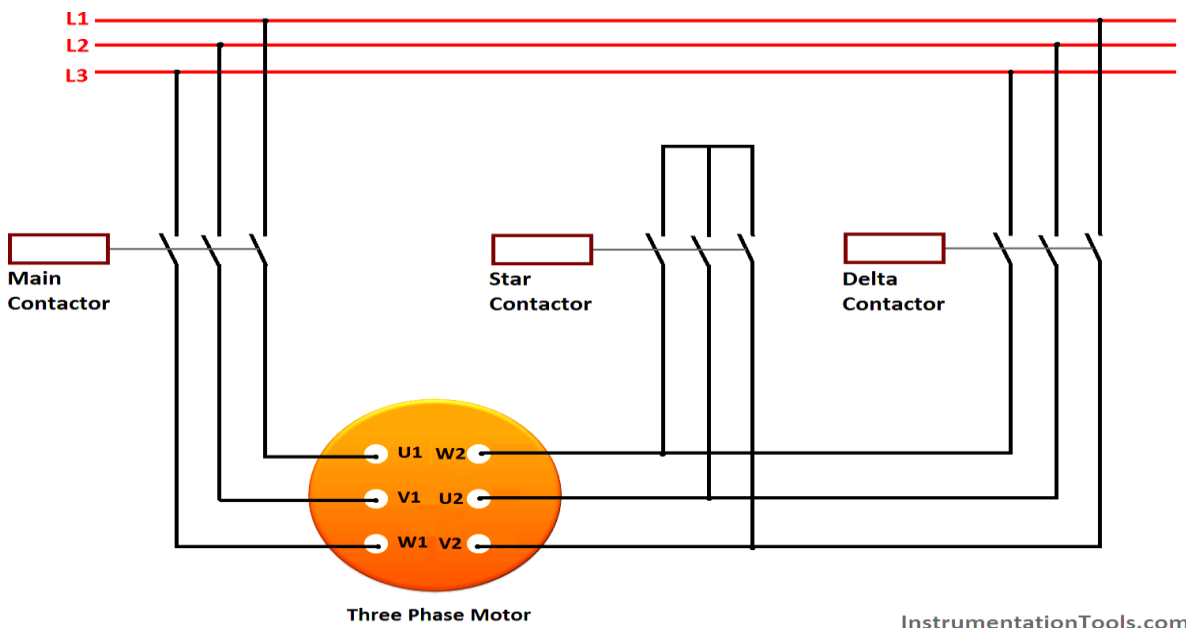 L1
L2
L3
Main
Contactor
Star
Contactor
Delta
Contactor
U1 W2
V1 U2
W1 V2
Three Phase Motor
InstrumentationTools.com